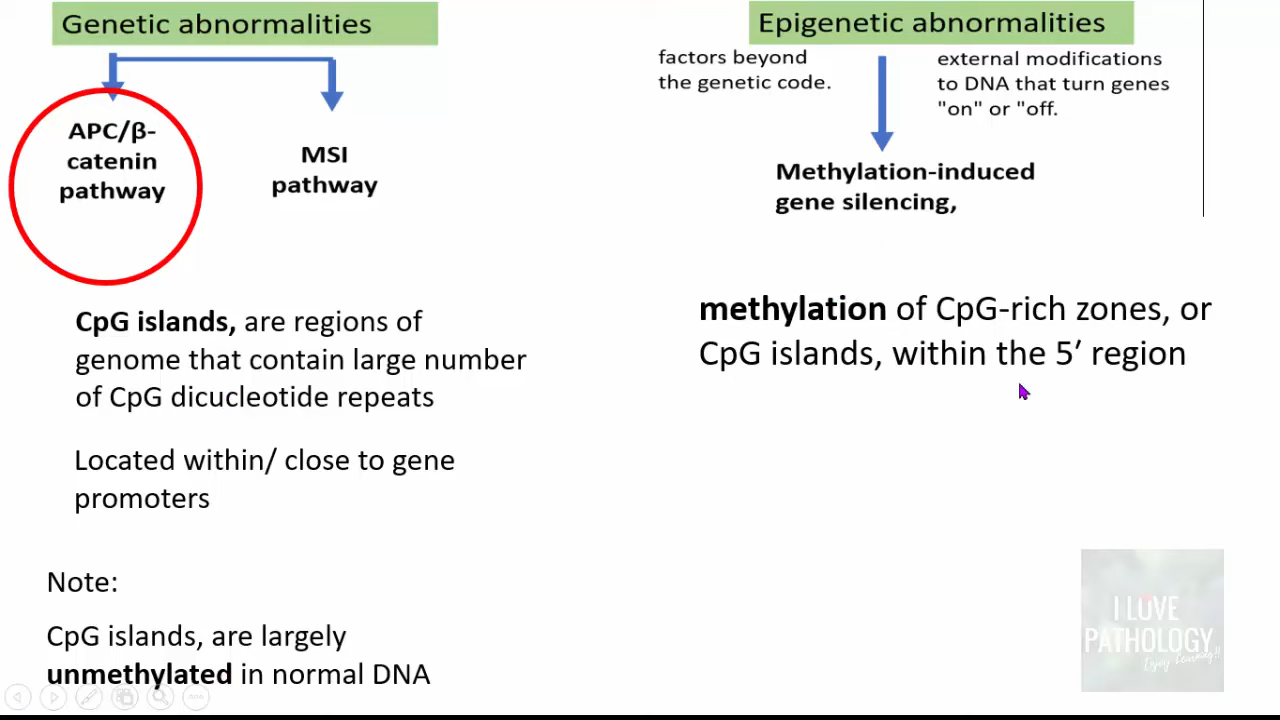 Genetic abnormalities
APC/β-
catenin
pathway
MSI
pathway
CpG islands, are regions of
genome that contain large number
of CpG dicucleotide repeats
Located within/ close to gene
promoters
Note:
CpG islands, are largely
unmethylated in normal DNA
Epigenetic abnormalities
factors beyond
the genetic code.
external modifications
to DNA that turn genes
"on" or "off.
Methylation-induced
gene silencing,
methylation of CpG-rich zones, or
CpG islands, within the 5′ region
I LOVE
PATHOLOGY
Enjoy Learning!!